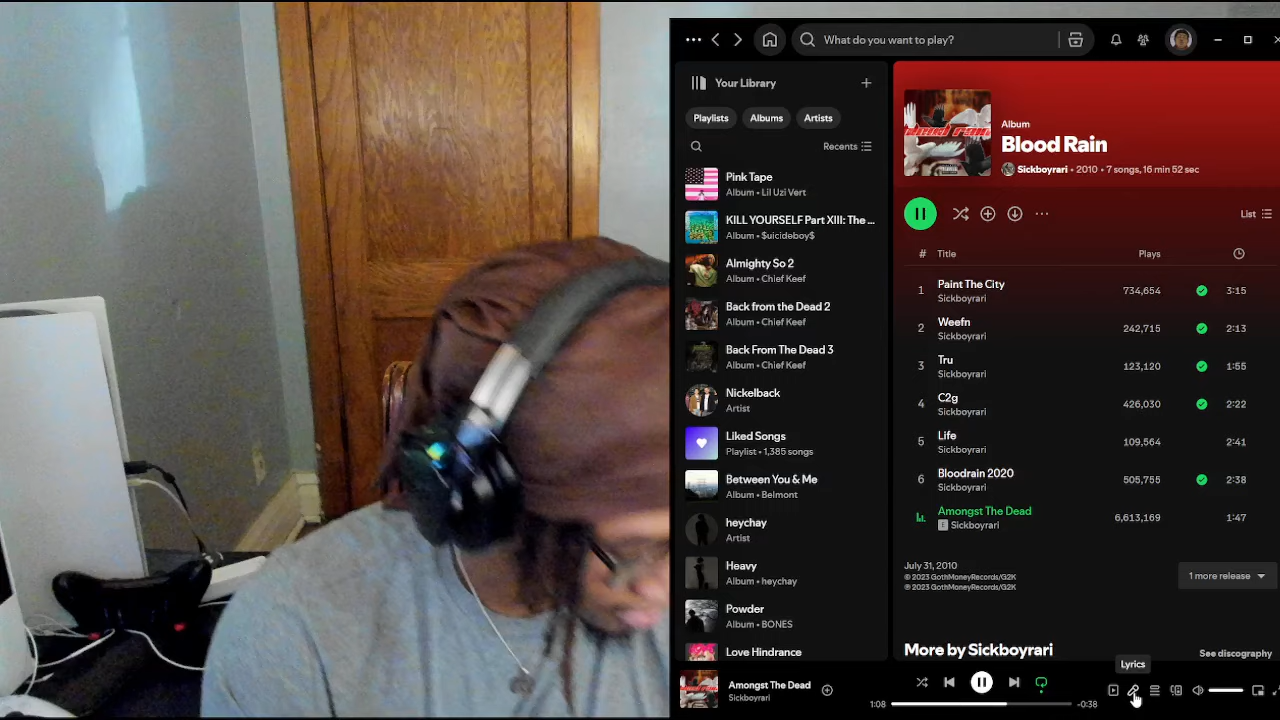 What do you want to play?
Your Library
Playlists
Albums
Artists
Recents
Pink Tape
Album • Lil Uzi Vert
KILL YOURSELF Part XIII: The ...
Album • $uicideboy$
Almighty So 2
Album • Chief Keef
Back from the Dead 2
Album • Chief Keef
Back From The Dead 3
Album • Chief Keef
Nickelback
Artist
Liked Songs
Playlist • 1,385 songs
Between You & Me
Album • Belmont
heychay
Artist
Heavy
Album • heychay
Powder
Album • BONES
Love Hindrance
Album
Blood Rain
Sickboyrari • 2010 • 7 songs, 16 min 52 sec
List
# Title Plays
1 Paint The City 734,654 3:15
Sickboyrari
2 Weefn 242,715 2:13
Sickboyrari
3 Tru 123,120 1:55
Sickboyrari
4 C2g 426,030 2:22
Sickboyrari
5 Life 109,564 2:41
Sickboyrari
6 Bloodrain 2020 505,755 2:38
Sickboyrari
Amongst The Dead 6,613,169 1:47
E Sickboyrari
July 31, 2010
© 2023 GothMoneyRecords/G2K
℗ 2023 GothMoneyRecords/G2K
1 more release
More by Sickboyrari
See discography
Lyrics
Amongst The Dead
Sickboyrari
1:08
-0:38